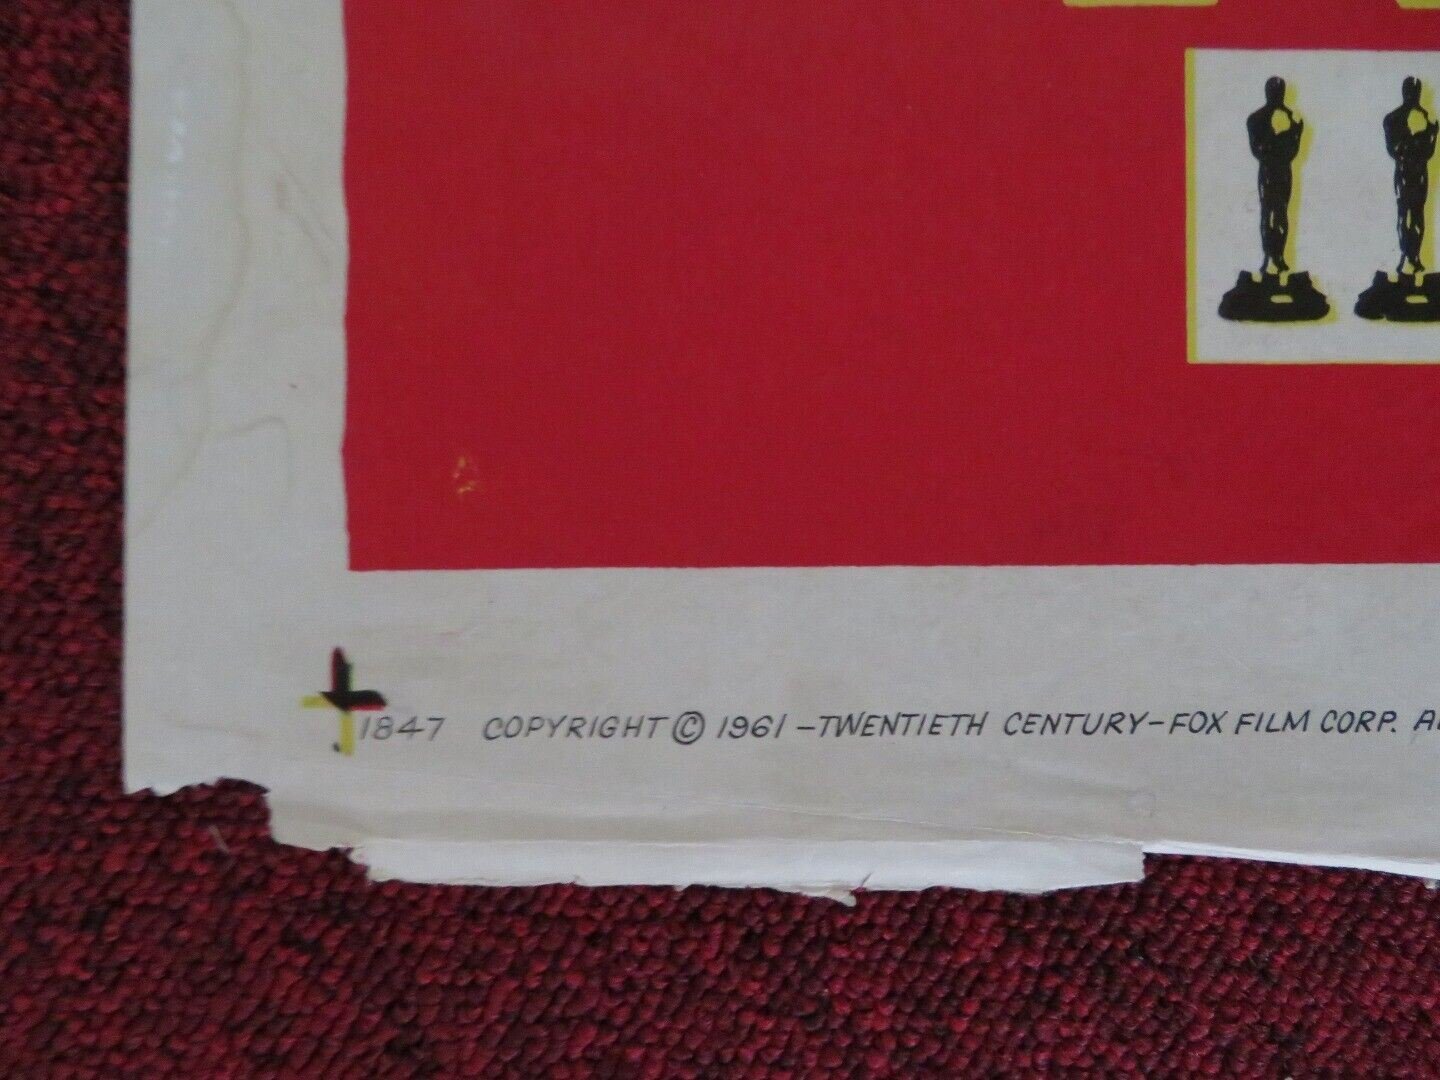 1847 COPYRIGHT © 1961 - TWENTIETH CENTURY-FOX FILM CORP.